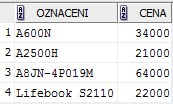 OZNACENI CENA
1 A600N 34000
2 A2500H 21000
3 A8JN-4P019M 64000
4 Lifebook S2110 22000